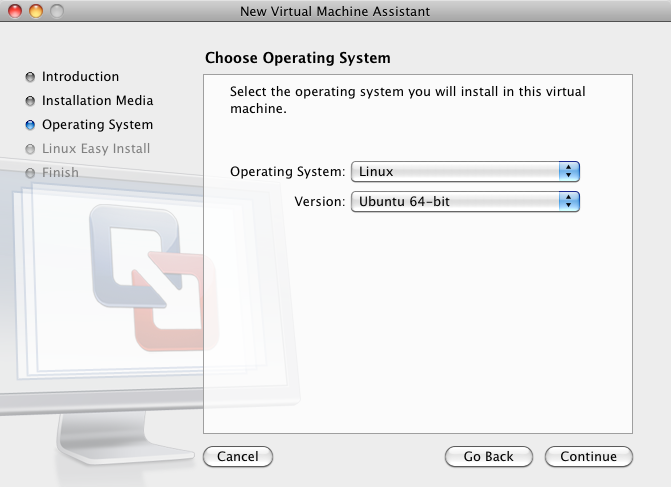 New Virtual Machine Assistant
Introduction
Installation Media
Operating System
Linux Easy Install
Finish
Choose Operating System
Select the operating system you will install in this virtual
machine.
Operating System: Linux
Version: Ubuntu 64-bit
Cancel
Go Back
Continue